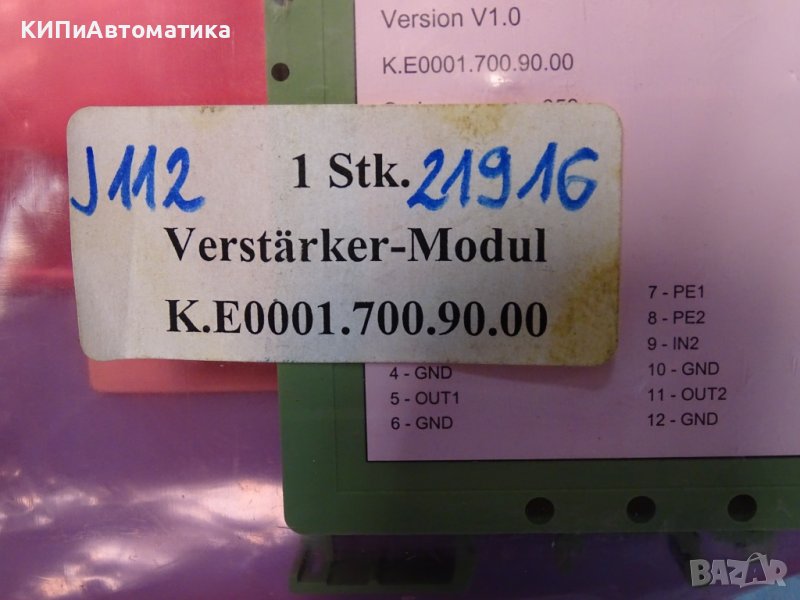 КИПиАвтоматика
Version V1.0
K.E0001.700.90.00
J112 1 Stk. 21916
Verstärker-Modul
K.E0001.700.90.00
4 - GND
5 - OUT1
6 - GND
7 - PE1
8 - PE2
9 - IN2
10 - GND
11 - OUT2
12 - GND
BAZAR